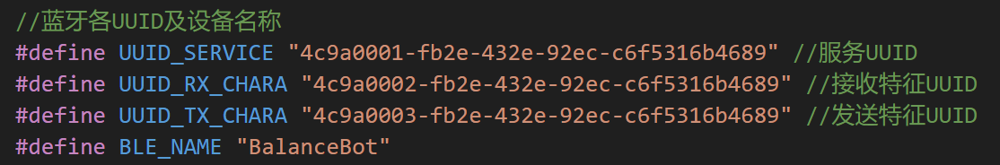 //蓝牙各UUID及设备名称
#define UUID_SERVICE "4c9a0001-fb2e-432e-92ec-c6f5316b4689" //服务UUID
#define UUID_RX_CHARA "4c9a0002-fb2e-432e-92ec-c6f5316b4689" //接收特征UUID
#define UUID_TX_CHARA "4c9a0003-fb2e-432e-92ec-c6f5316b4689" //发送特征UUID
#define BLE_NAME "BalanceBot"